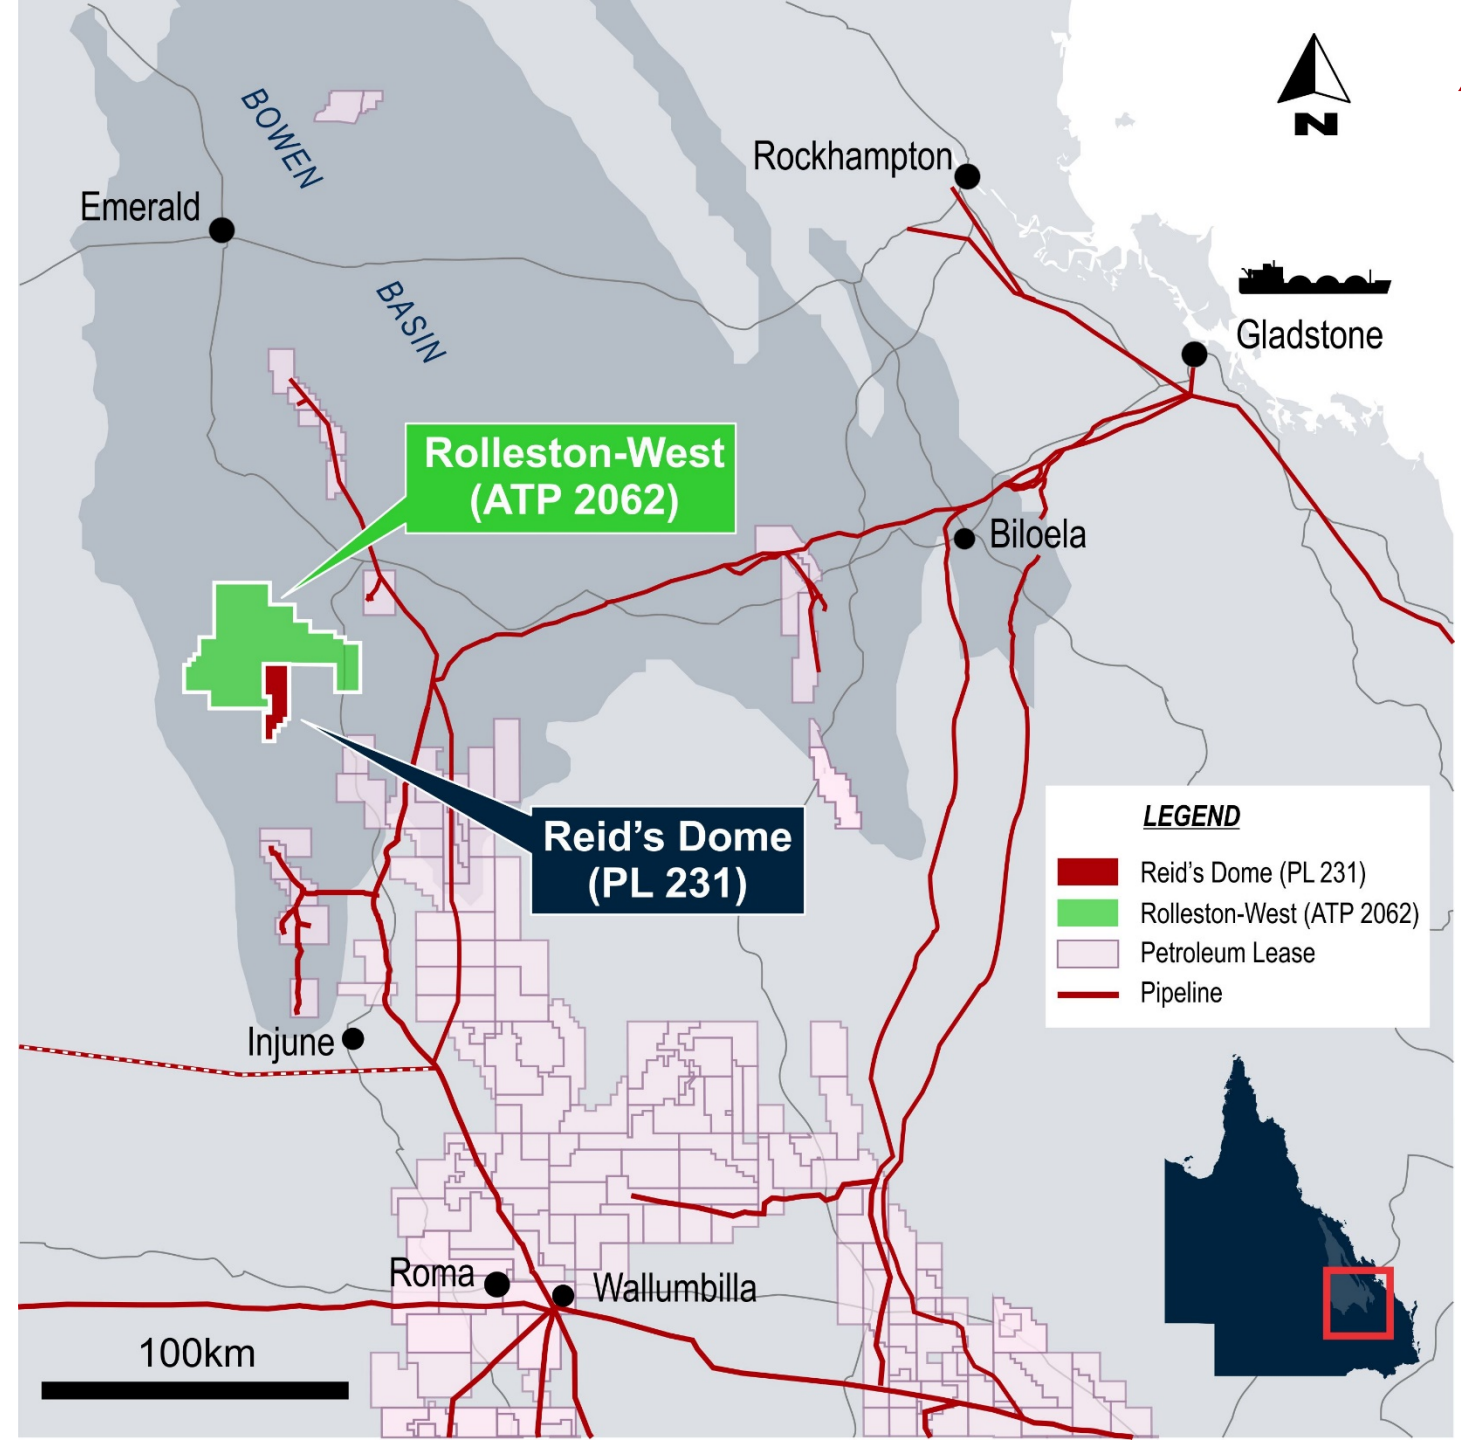 BOWEN
N
Rockhampton
Emerald
BASIN
Gladstone
Rolleston-West
(ATP 2062)
Biloela
Reid’s Dome
(PL 231)
LEGEND
Reid’s Dome (PL 231)
Rolleston-West (ATP 2062)
Petroleum Lease
Pipeline
Injune
Roma
Wallumbilla
100km